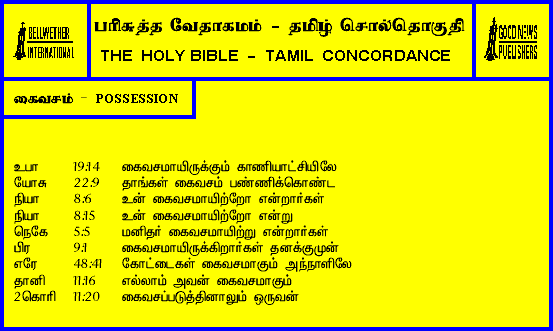 BELLWETHER
INTERNATIONAL
பரிசுத்த வேதாகமம் - தமிழ் சொல்தொகுதி
THE HOLY BIBLE - TAMIL CONCORDANCE
GOOD NEWS
PUBLISHERS
கைவசம் - POSSESSION
உபா 19:14 கைவசமாயிருக்கும் காணியாட்சியிலே
யோசு 22:9 தாங்கள் கைவசம் பண்ணிக்கொண்ட
நியா 8:6 உன் கைவசமாயிற்றோ என்றார்கள்
நியா 8:15 உன் கைவசமாயிற்றோ என்று
நெகே 5:5 மனிதர் கைவசமாயிற்று என்றார்கள்
பிர 9:1 கைவசமாயிருக்கிறார்கள் தனக்குமுன்
எரே 48:41 கோட்டைகள் கைவசமாகும் அந்நாளிலே
தானி 11:16 எல்லாம் அவன் கைவசமாகும்
2கொரி 11:20 கைவசப்படுத்தினாலும் ஒருவன்